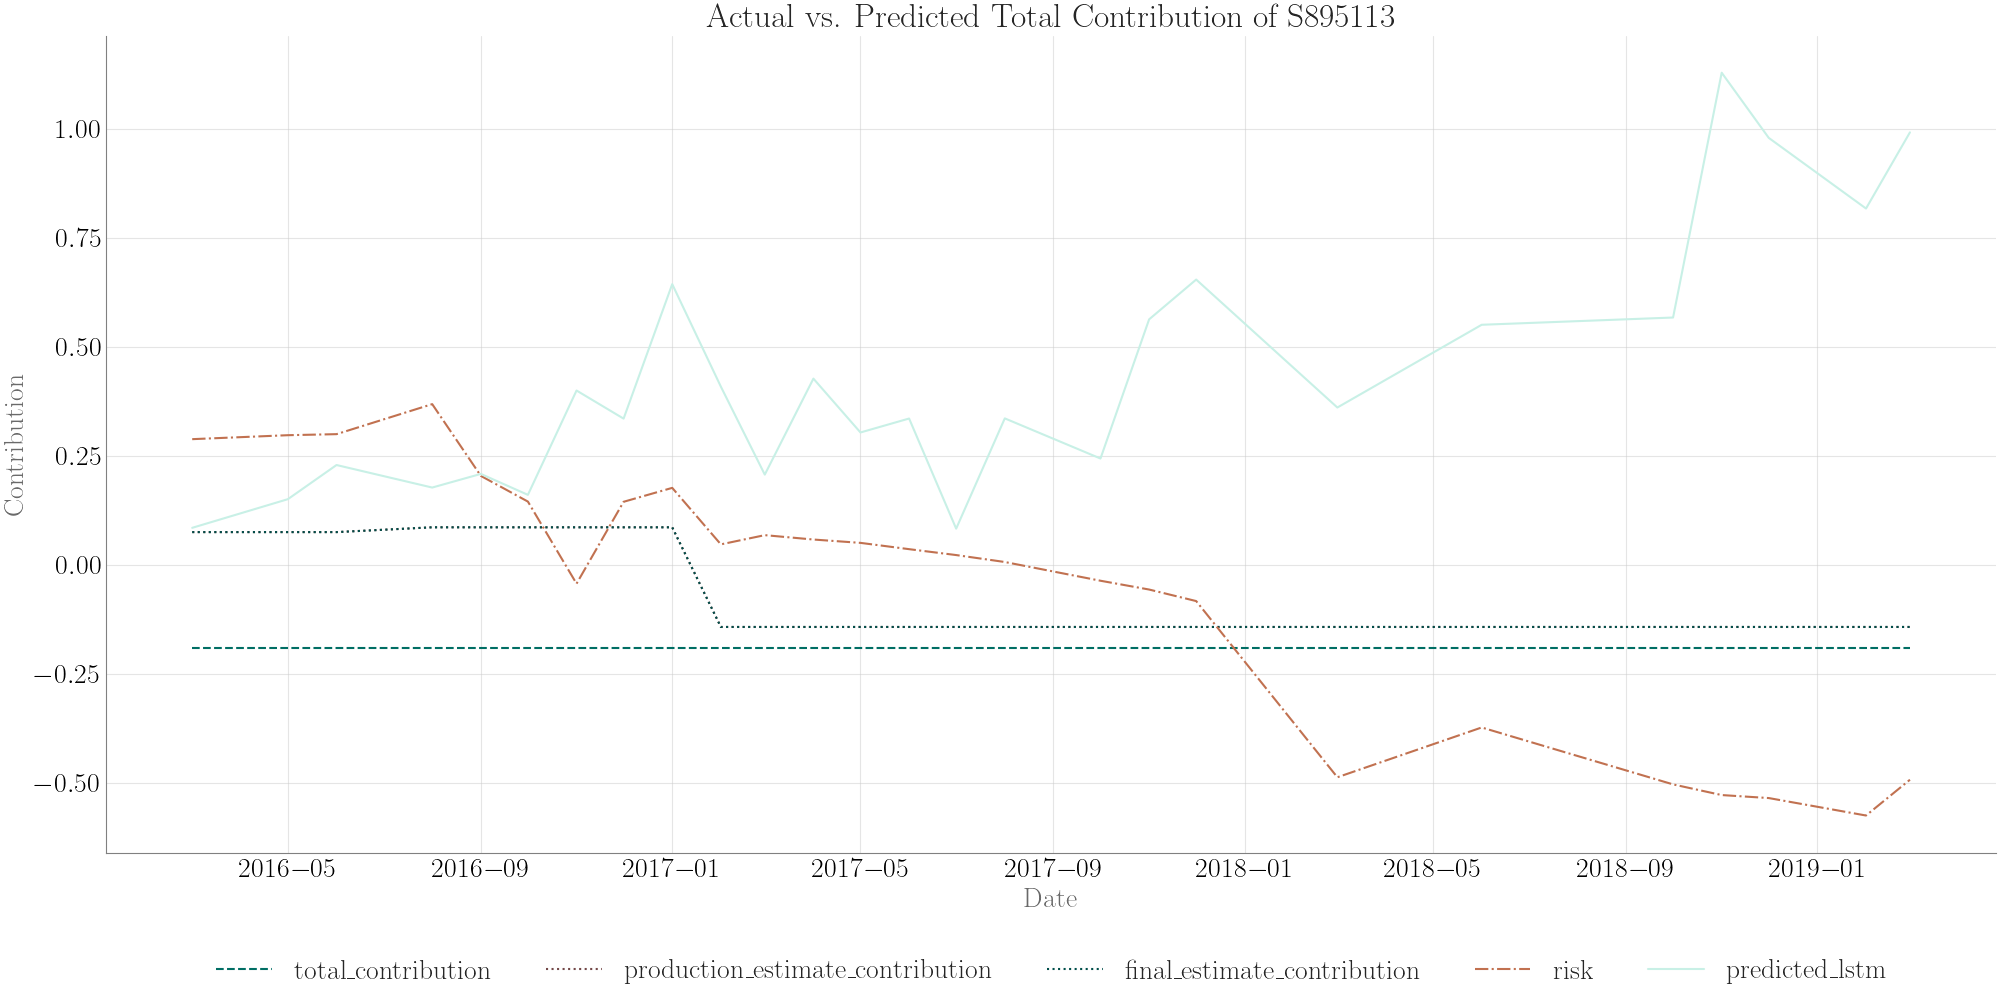 Actual vs. Predicted Total Contribution of S895113
Contribution
1.00
0.75
0.50
0.25
0.00
−0.25
−0.50
2016−05 2016−09 2017−01 2017−05 2017−09 2018−01 2018−05 2018−09 2019−01
Date
total_contribution production_estimate_contribution final_estimate_contribution risk predicted_lstm